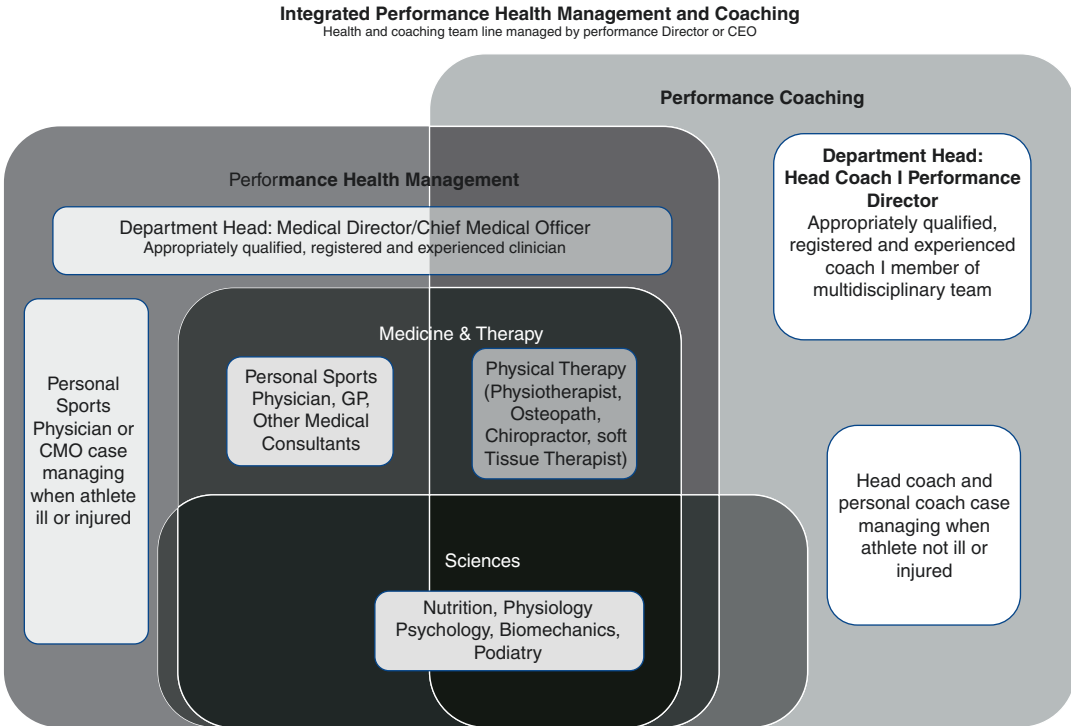 Integrated Performance Health Management and Coaching
Health and coaching team line managed by performance Director or CEO
Performance Coaching
Department Head:
Head Coach I Performance
Director
Appropriately qualified,
registered and experienced
coach I member of
multidisciplinary team
Performance Health Management
Department Head: Medical Director/Chief Medical Officer
Appropriately qualified, registered and experienced clinician
Personal
Sports
Physician or
CMO case
managing
when athlete
ill or injured
Medicine & Therapy
Personal Sports
Physician, GP,
Other Medical
Consultants
Physical Therapy
(Physiotherapist,
Osteopath,
Chiropractor, soft
Tissue Therapist)
Head coach and
personal coach case
managing when
athlete not ill or
injured
Sciences
Nutrition, Physiology
Psychology, Biomechanics,
Podiatry